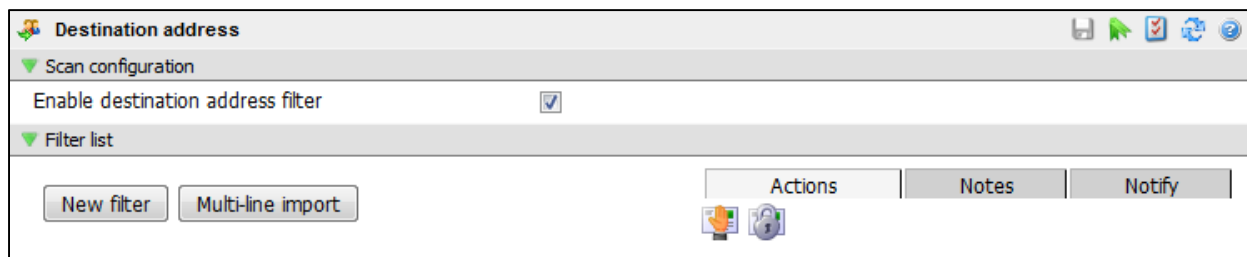 Destination address
Scan configuration
Enable destination address filter
Filter list
New filter Multi-line import Actions Notes Notify